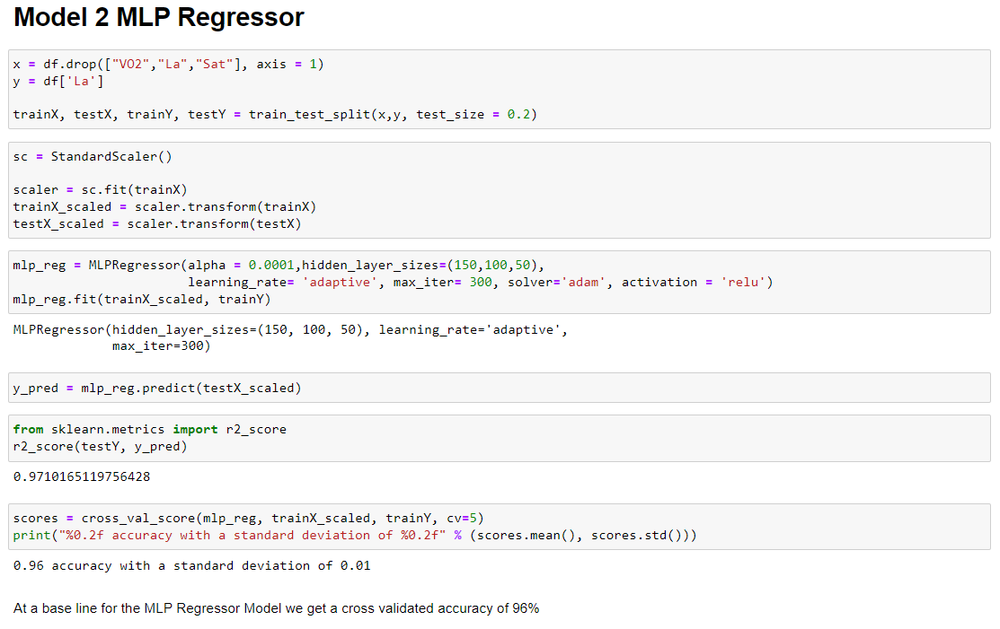 Model 2 MLP Regressor
x = df.drop(["VO2","La","Sat"], axis = 1)
y = df['La']
trainX, testX, trainY, testY = train_test_split(x,y, test_size = 0.2)
sc = StandardScaler()
scaler = sc.fit(trainX)
trainX_scaled = scaler.transform(trainX)
testX_scaled = scaler.transform(testX)
mlp_reg = MLPRegressor(alpha = 0.0001,hidden_layer_sizes=(150,100,50),
learning_rate= 'adaptive', max_iter= 300, solver='adam', activation = 'relu')
mlp_reg.fit(trainX_scaled, trainY)
MLPRegressor(hidden_layer_sizes=(150, 100, 50), learning_rate='adaptive',
max_iter=300)
y_pred = mlp_reg.predict(testX_scaled)
from sklearn.metrics import r2_score
r2_score(testY, y_pred)
0.9710165119756428
scores = cross_val_score(mlp_reg, trainX_scaled, trainY, cv=5)
print("%0.2f accuracy with a standard deviation of %0.2f" % (scores.mean(), scores.std()))
0.96 accuracy with a standard deviation of 0.01
At a base line for the MLP Regressor Model we get a cross validated accuracy of 96%